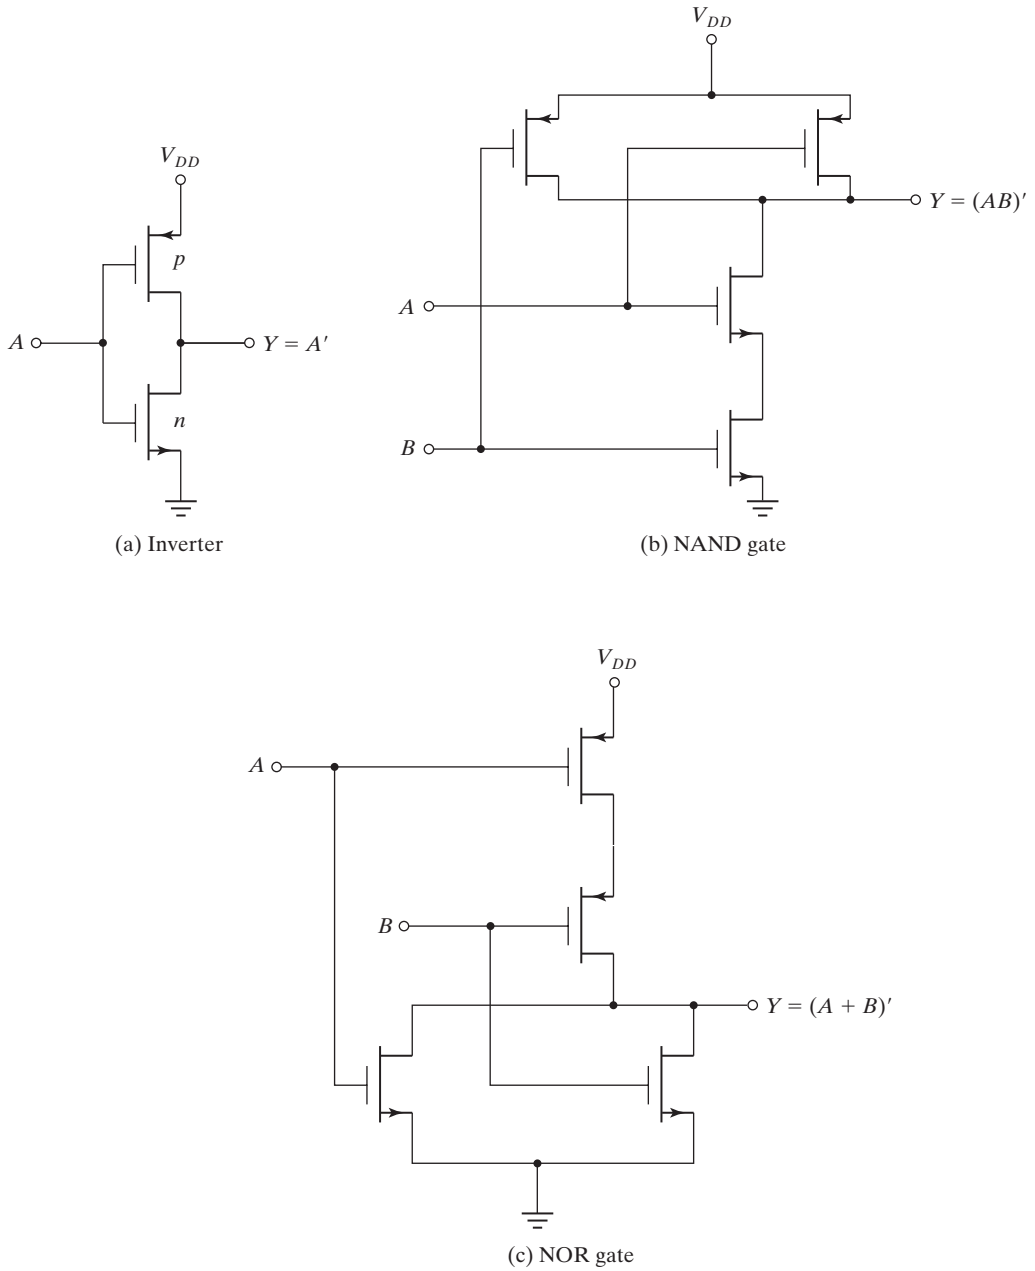 V_DD
p
A
Y = A′
n
(a) Inverter
V_DD
Y = (AB)′
A
B
(b) NAND gate
V_DD
A
B
Y = (A + B)′
(c) NOR gate